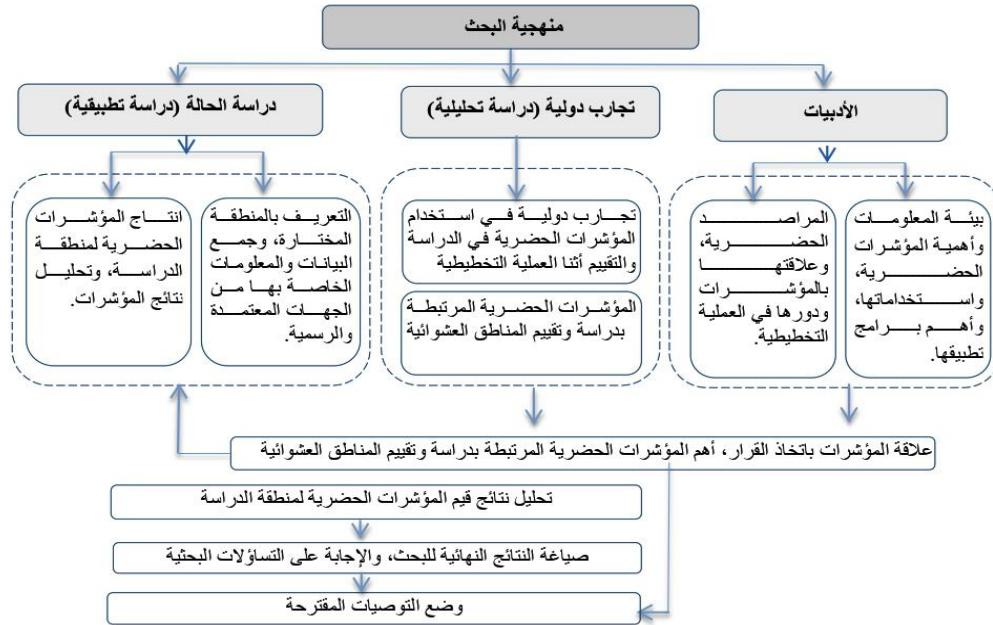 منهجية البحث
الأدبيات
تجارب دولية (دراسة تحليلية)
دراسة الحالة (دراسة تطبيقية)
بيئة المعلومات
وأهمية المؤشرات
الحضرية،
واستخداماتها،
وأهم برامج
تطبيقها.
المراصد
الحضرية،
وعلاقتها
بالمؤشرات
ودورها في العملية
التخطيطية.
تجارب دولية في استخدام
المؤشرات الحضرية في الدراسة
والتقييم أثنا العملية التخطيطية
المؤشرات الحضرية المرتبطة
بدراسة وتقييم المناطق العشوائية
التعريف بالمنطقة
المختارة، وجمع
البيانات والمعلومات
الخاصة بها من
الجهات المعتمدة
والرسمية.
انتاج المؤشرات
الحضرية لمنطقة
الدراسة، وتحليل
نتائج المؤشرات.
علاقة المؤشرات باتخاذ القرار، أهم المؤشرات الحضرية المرتبطة بدراسة وتقييم المناطق العشوائية
تحليل نتائج قيم المؤشرات الحضرية لمنطقة الدراسة
صياغة النتائج النهائية للبحث، والإجابة على التساؤلات البحثية
وضع التوصيات المقترحة